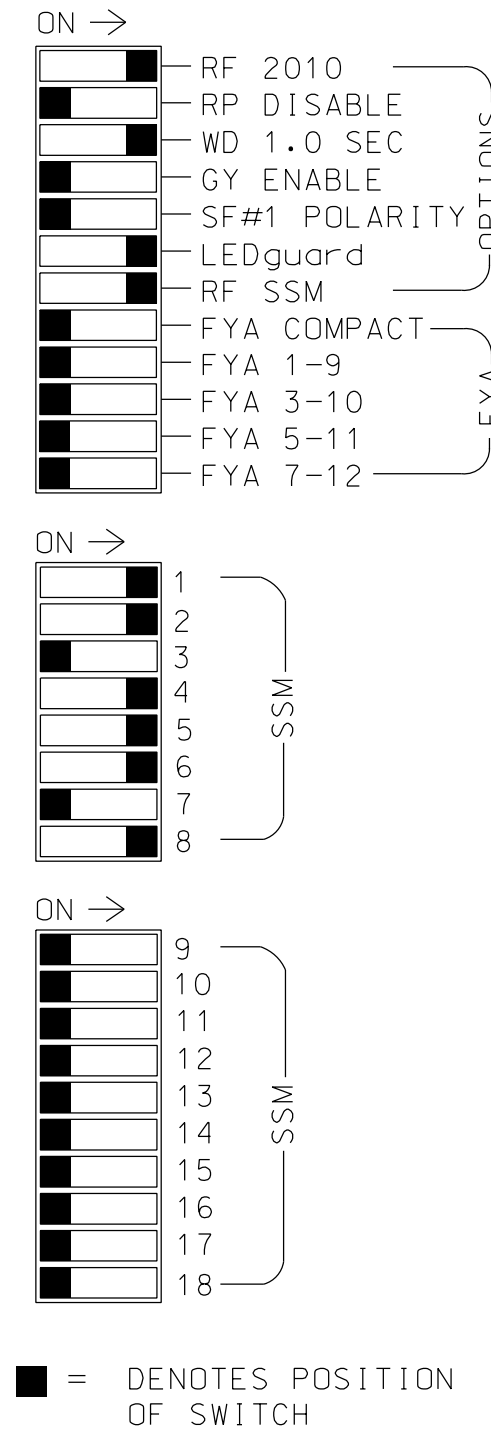 ON →
RF 2010
RP DISABLE
WD 1.0 SEC
GY ENABLE
SF#1 POLARITY
LEDguard
RF SSM
OPTIONS
FYA COMPACT
FYA 1-9
FYA 3-10
FYA 5-11
FYA 7-12
FYA
ON →
1
2
3
4
5
6
7
8
SSM
ON →
9
10
11
12
13
14
15
16
17
18
SSM
= DENOTES POSITION
OF SWITCH